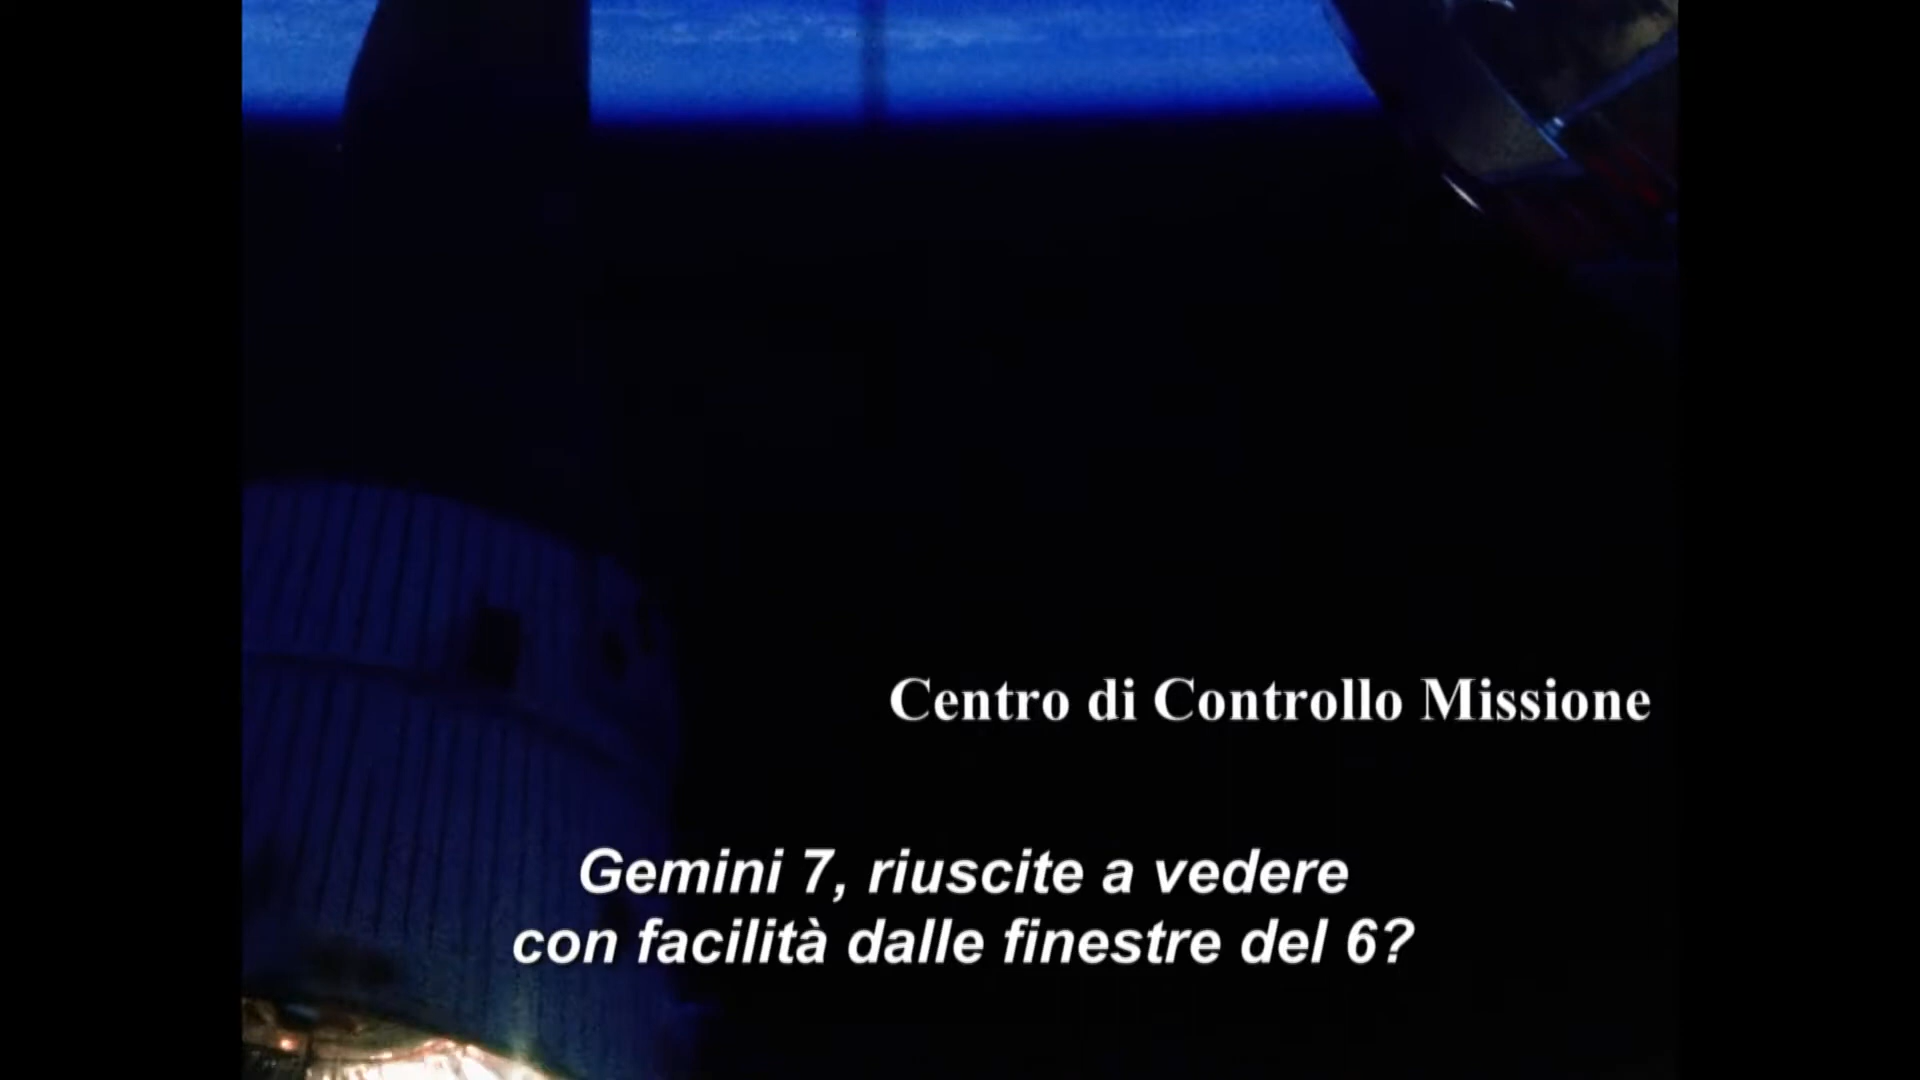 Centro di Controllo Missione
Gemini 7, riuscite a vedere
con facilità dalle finestre del 6?